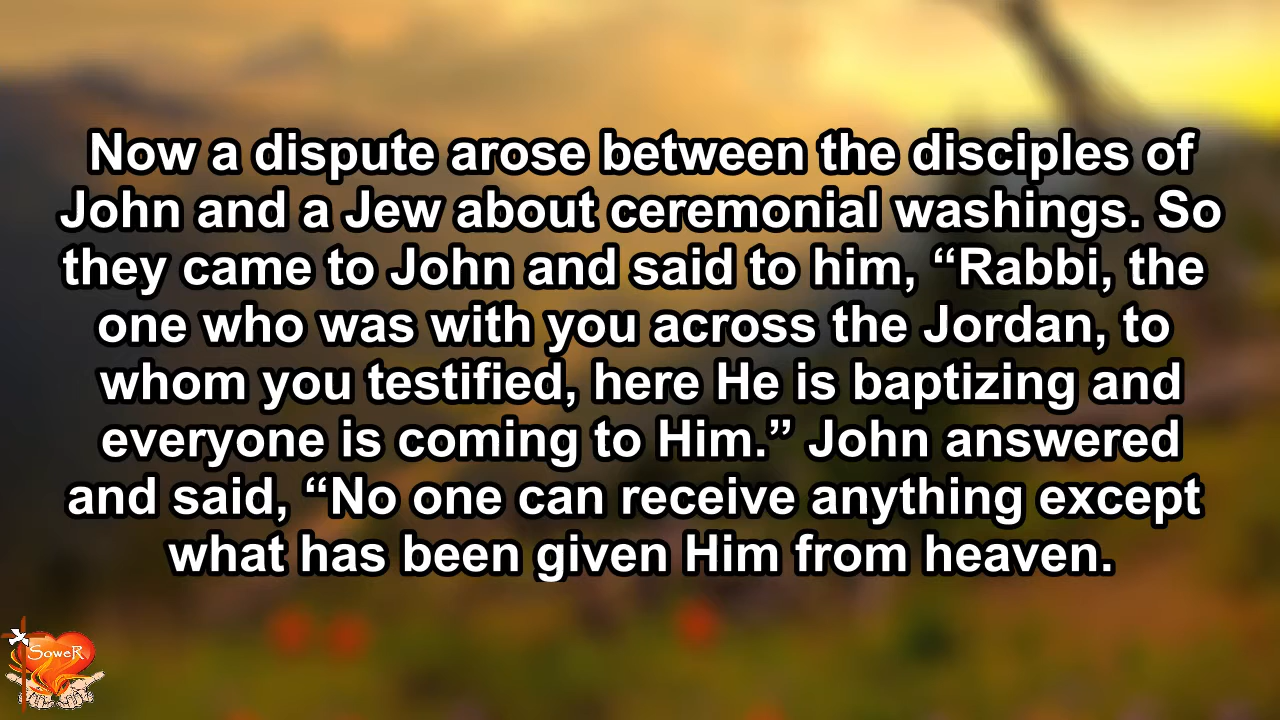 Now a dispute arose between the disciples of
John and a Jew about ceremonial washings. So
they came to John and said to him, “Rabbi, the
one who was with you across the Jordan, to
whom you testified, here He is baptizing and
everyone is coming to Him.” John answered
and said, “No one can receive anything except
what has been given Him from heaven.
SoweR